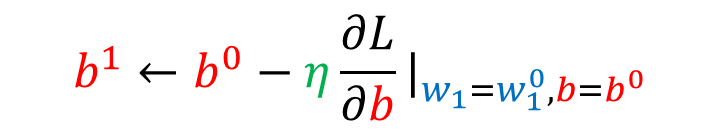 b¹ ← b⁰ − η ∂L/∂b |w₁=w₁⁰,b=b⁰